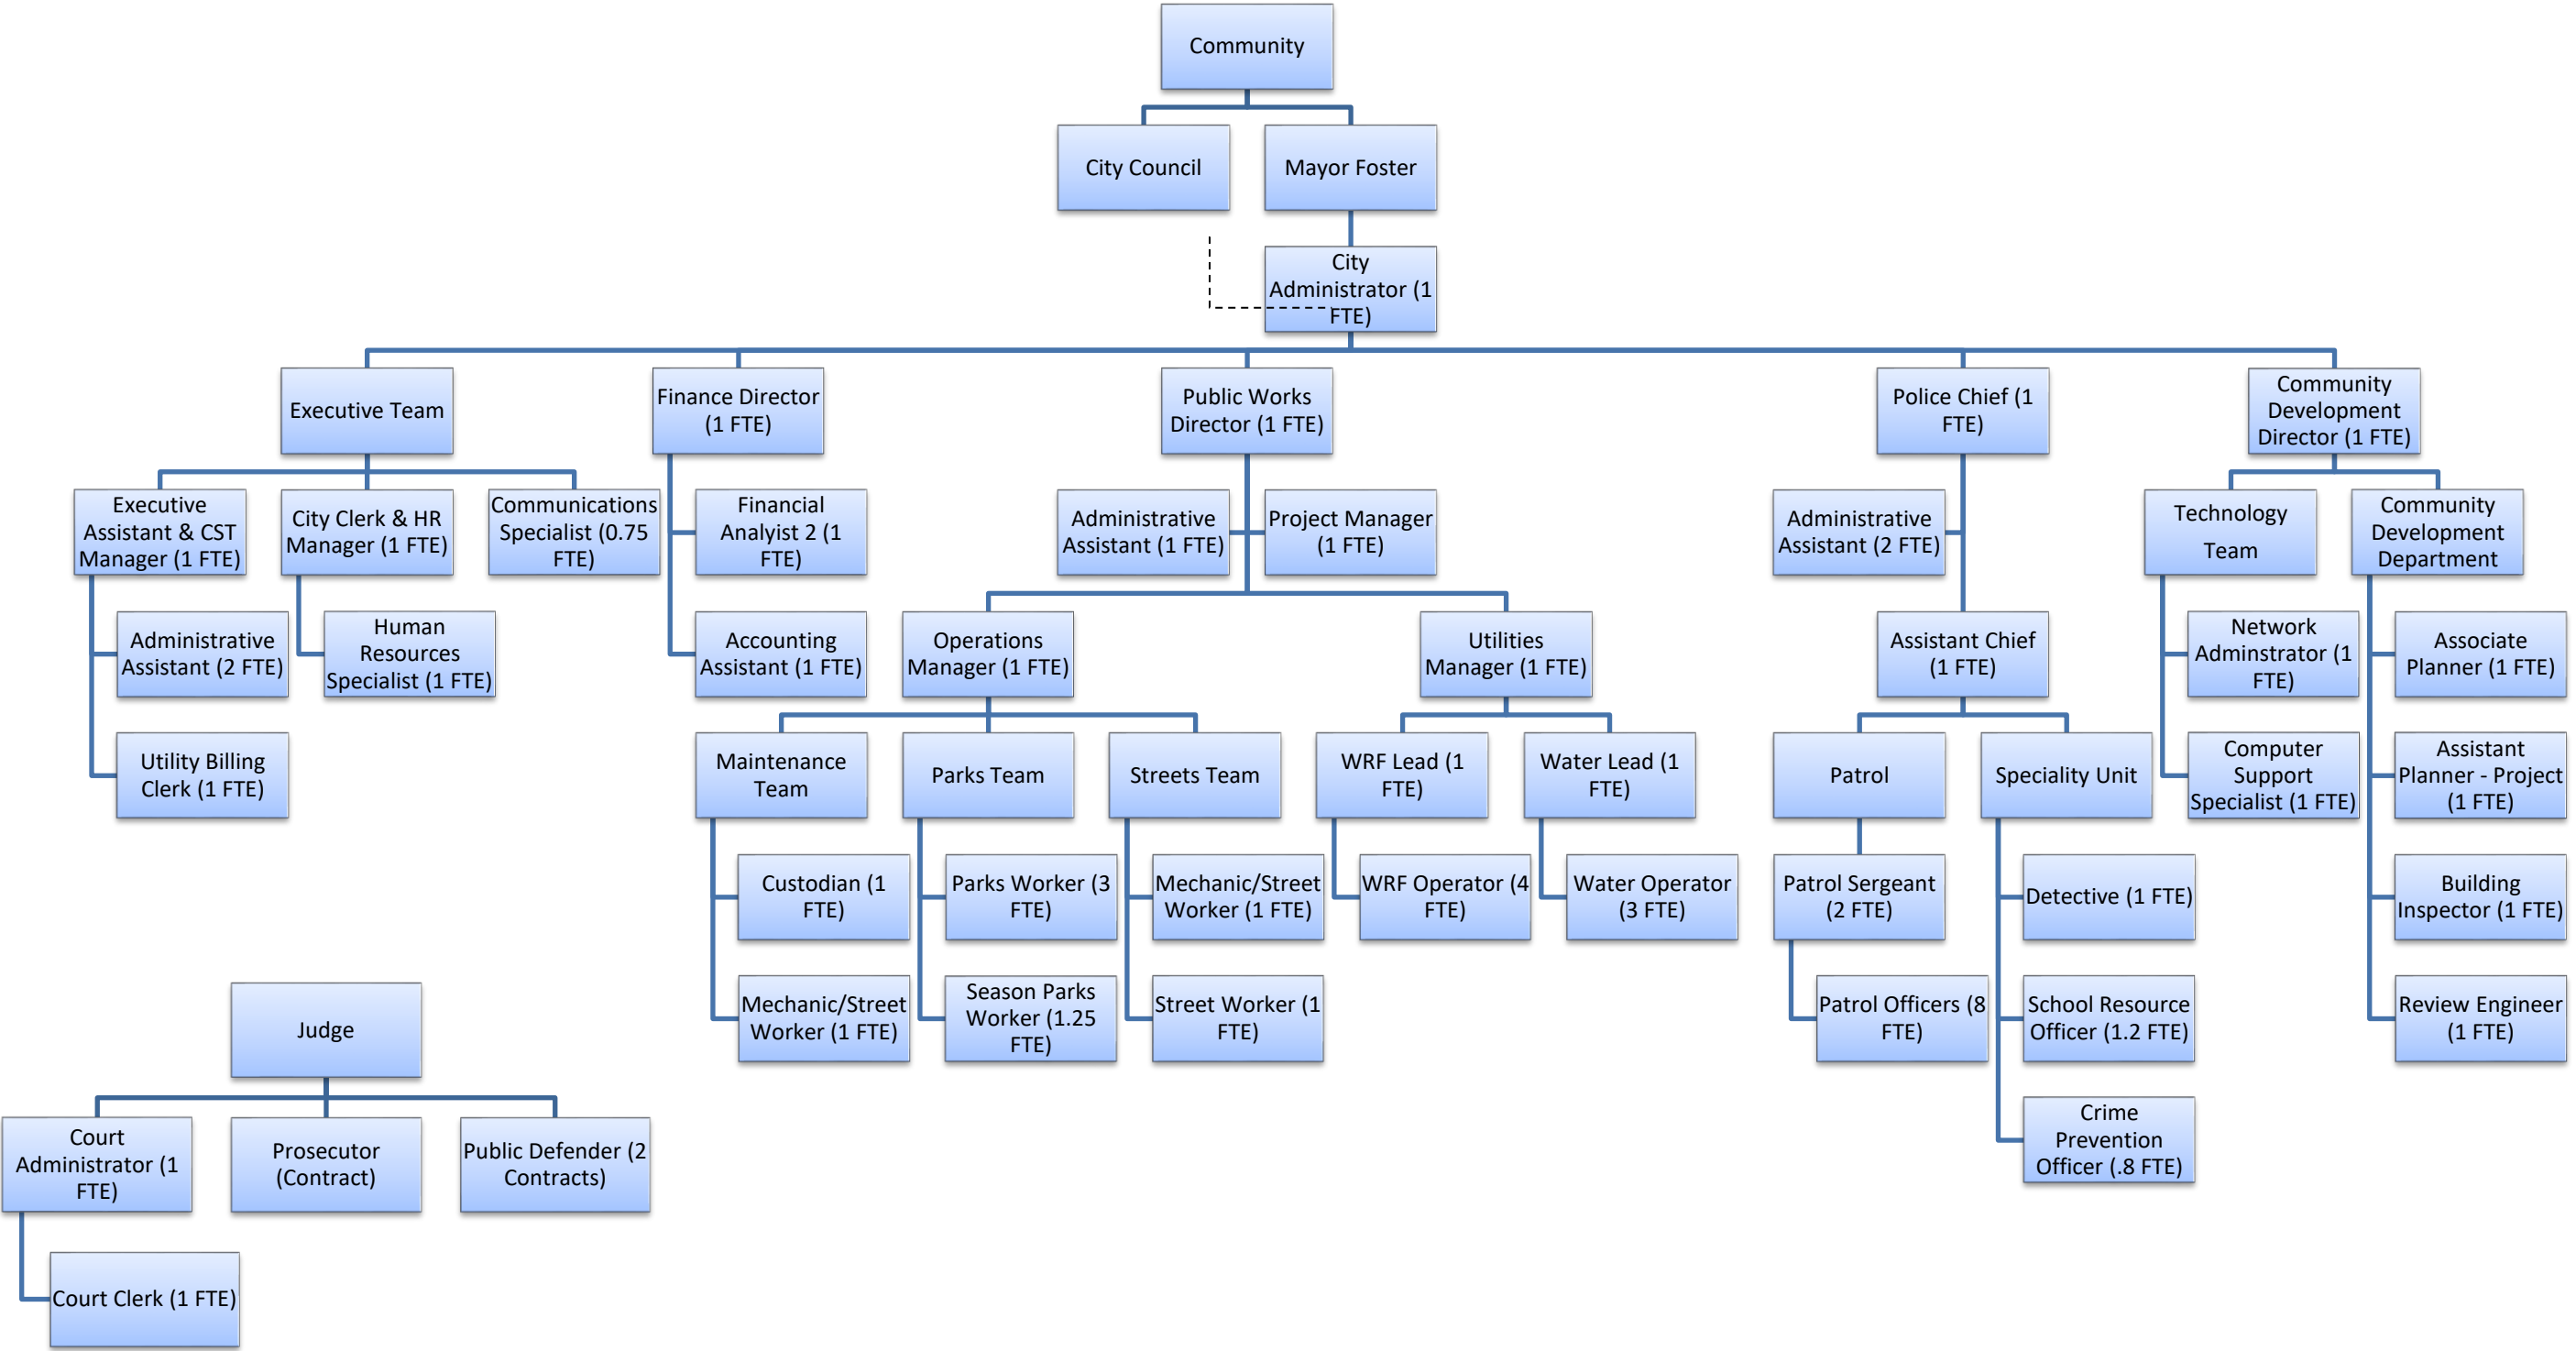 Community
City Council
Mayor Foster
City
Administrator (1
FTE)
Executive Team
Finance Director
(1 FTE)
Public Works
Director (1 FTE)
Police Chief (1
FTE)
Community
Development
Director (1 FTE)
Executive
Assistant & CST
Manager (1 FTE)
City Clerk & HR
Manager (1 FTE)
Communications
Specialist (0.75
FTE)
Financial
Analyist 2 (1
FTE)
Administrative
Assistant (1 FTE)
Project Manager
(1 FTE)
Administrative
Assistant (2 FTE)
Technology
Team
Community
Development
Department
Administrative
Assistant (2 FTE)
Human
Resources
Specialist (1 FTE)
Accounting
Assistant (1 FTE)
Operations
Manager (1 FTE)
Utilities
Manager (1 FTE)
Assistant Chief
(1 FTE)
Network
Adminstrator (1
FTE)
Associate
Planner (1 FTE)
Utility Billing
Clerk (1 FTE)
Maintenance
Team
Parks Team
Streets Team
WRF Lead (1
FTE)
Water Lead (1
FTE)
Patrol
Speciality Unit
Computer
Support
Specialist (1 FTE)
Assistant
Planner - Project
(1 FTE)
Custodian (1
FTE)
Parks Worker (3
FTE)
Mechanic/Street
Worker (1 FTE)
WRF Operator (4
FTE)
Water Operator
(3 FTE)
Patrol Sergeant
(2 FTE)
Detective (1 FTE)
Building
Inspector (1 FTE)
Mechanic/Street
Worker (1 FTE)
Season Parks
Worker (1.25
FTE)
Street Worker (1
FTE)
Patrol Officers (8
FTE)
School Resource
Officer (1.2 FTE)
Review Engineer
(1 FTE)
Crime
Prevention
Officer (.8 FTE)
Judge
Court
Administrator (1
FTE)
Prosecutor
(Contract)
Public Defender (2
Contracts)
Court Clerk (1 FTE)